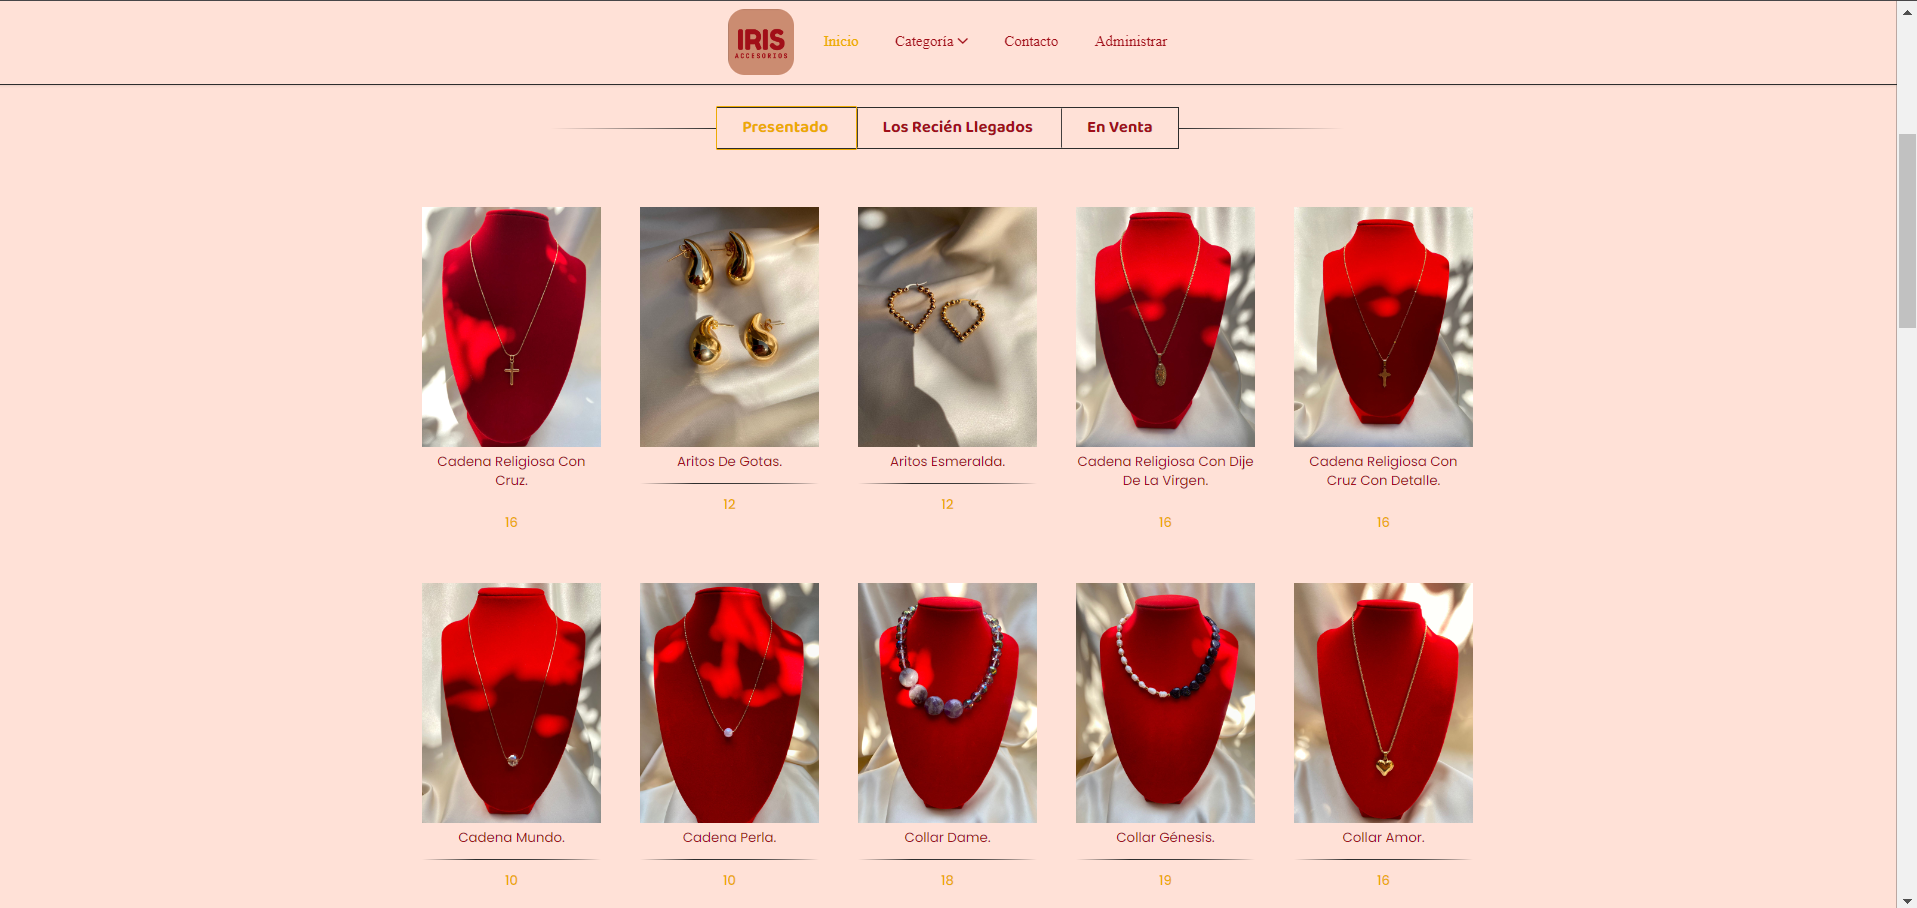 IRIS
ACCESORIOS
Inicio
Categoría
Contacto
Administrar
Presentado
Los Recién Llegados
En Venta
Cadena Religiosa Con
Cruz.
16
Aritos De Gotas.
12
Aritos Esmeralda.
12
Cadena Religiosa Con Dije
De La Virgen.
16
Cadena Religiosa Con
Cruz Con Detalle.
16
Cadena Mundo.
10
Cadena Perla.
10
Collar Dame.
18
Collar Génesis.
19
Collar Amor.
16